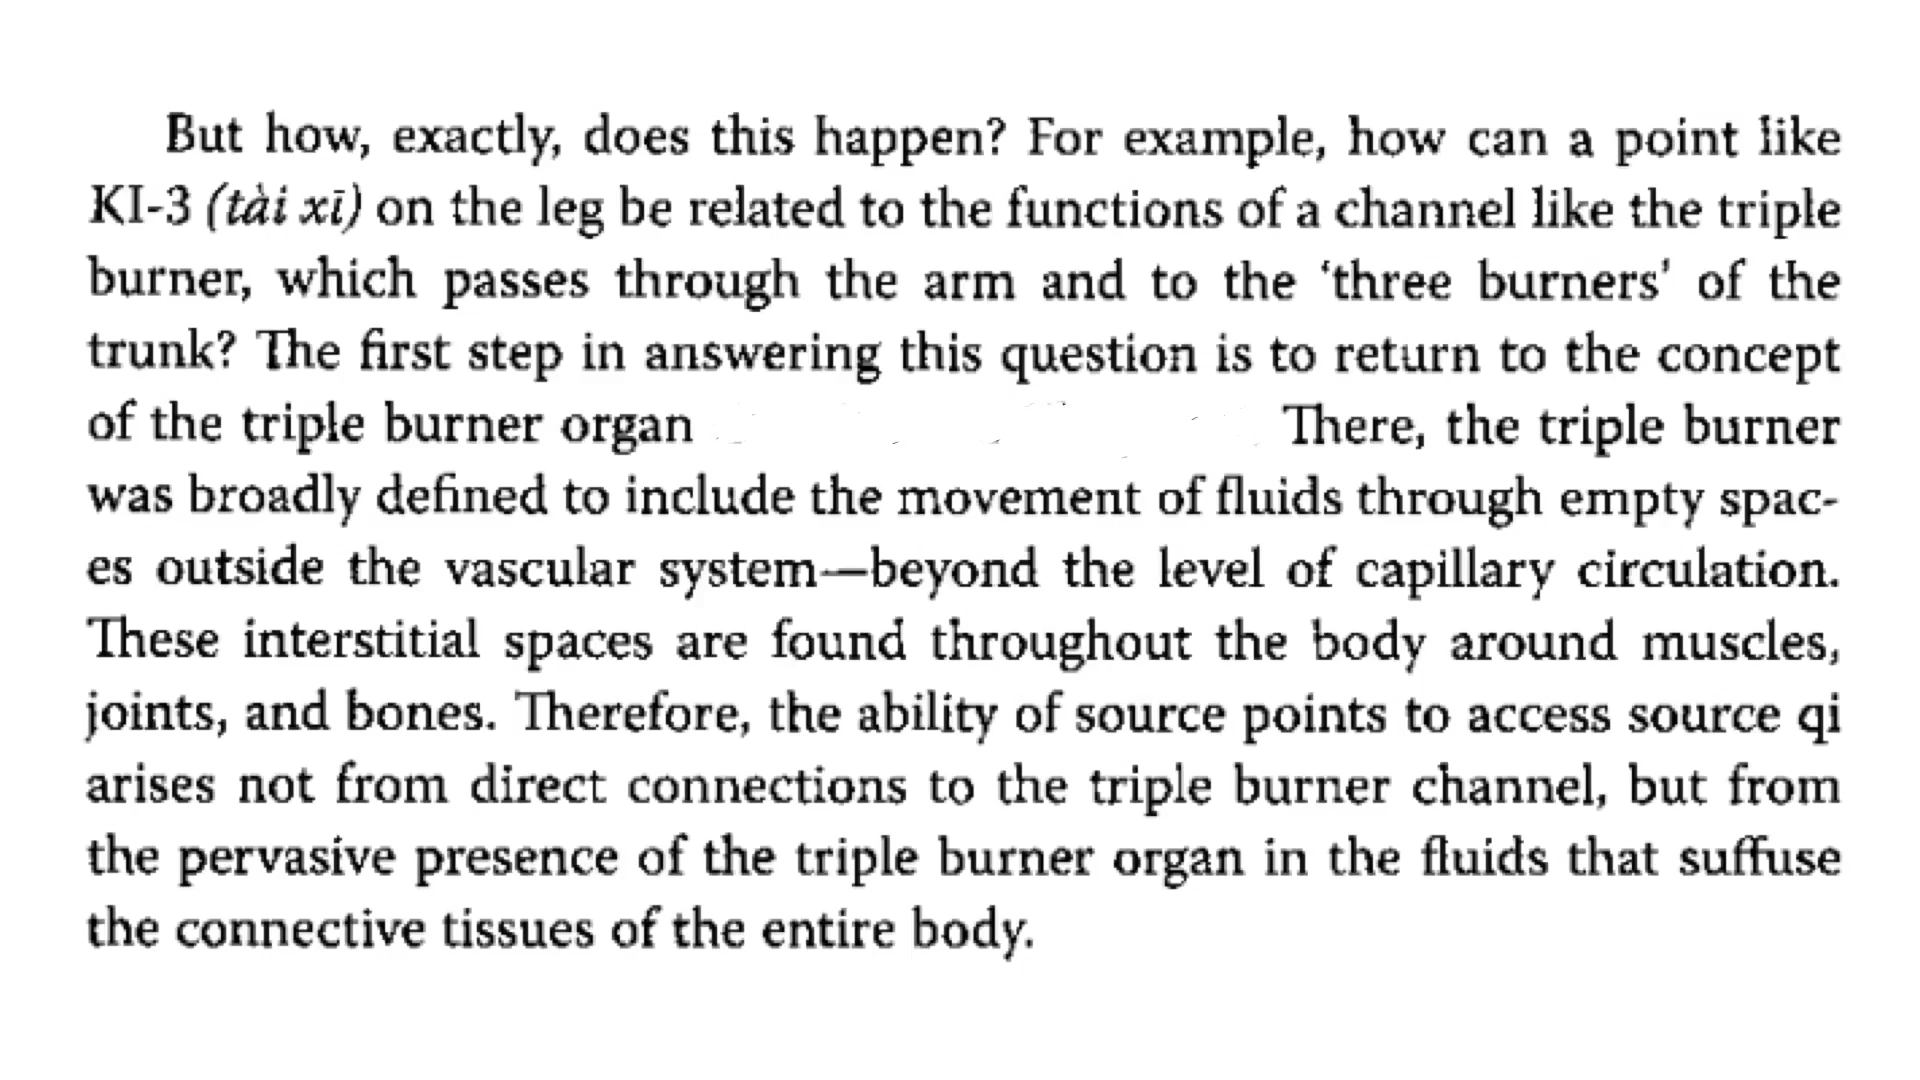 But how, exactly, does this happen? For example, how can a point like
KI-3 (tài xī) on the leg be related to the functions of a channel like the triple
burner, which passes through the arm and to the ‘three burners’ of the
trunk? The first step in answering this question is to return to the concept
of the triple burner organ There, the triple burner
was broadly defined to include the movement of fluids through empty spac-
es outside the vascular system—beyond the level of capillary circulation.
These interstitial spaces are found throughout the body around muscles,
joints, and bones. Therefore, the ability of source points to access source qi
arises not from direct connections to the triple burner channel, but from
the pervasive presence of the triple burner organ in the fluids that suffuse
the connective tissues of the entire body.